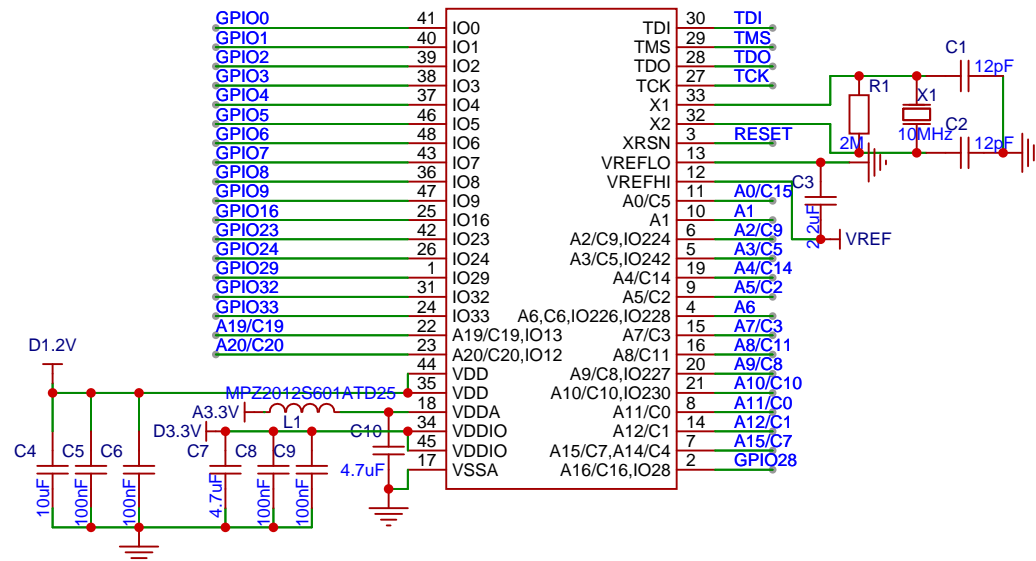 GPIO0 41 IO0 TDI 30 TDI
GPIO1 40 IO1 TMS 29 TMS
GPIO2 39 IO2 TDO 28 TDO
GPIO3 38 IO3 TCK 27 TCK
GPIO4 37 IO4 X1 33
GPIO5 46 IO5 X2 32
GPIO6 48 IO6 XRSN 3 RESET
GPIO7 43 IO7 VREFLO 13
GPIO8 36 IO8 VREFHI 12
GPIO9 47 IO9 A0/C5 11 A0/C15
GPIO16 25 IO16 A1 10 A1
GPIO23 42 IO23 A2/C9,IO224 6 A2/C9
GPIO24 26 IO24 A3/C5,IO242 5 A3/C5
GPIO29 1 IO29 A4/C14 19 A4/C14
GPIO32 31 IO32 A5/C2 9 A5/C2
GPIO33 24 IO33 A6,C6,IO226,IO228 4 A6
A19/C19 22 A19/C19,IO13 A7/C3 15 A7/C3
A20/C20 23 A20/C20,IO12 A8/C11 16 A8/C11
44 VDD A9/C8,IO227 20 A9/C8
35 VDD A10/C10,IO230 21 A10/C10
18 VDDA A11/C0 8 A11/C0
34 VDDIO A12/C1 14 A12/C1
45 VDDIO A15/C7,A14/C4 7 A15/C7
17 VSSA A16/C16,IO28 2 GPIO28
C1
12pF
R1
2M
X1
10MHz
C2
12pF
C3
2.2uF
VREF
D1.2V
MPZ2012S601ATD25
A3.3V
L1
D3.3V
C10
4.7uF
C4
10uF
C5
100nF
C6
100nF
C7
4.7uF
C8
100nF
C9
100nF